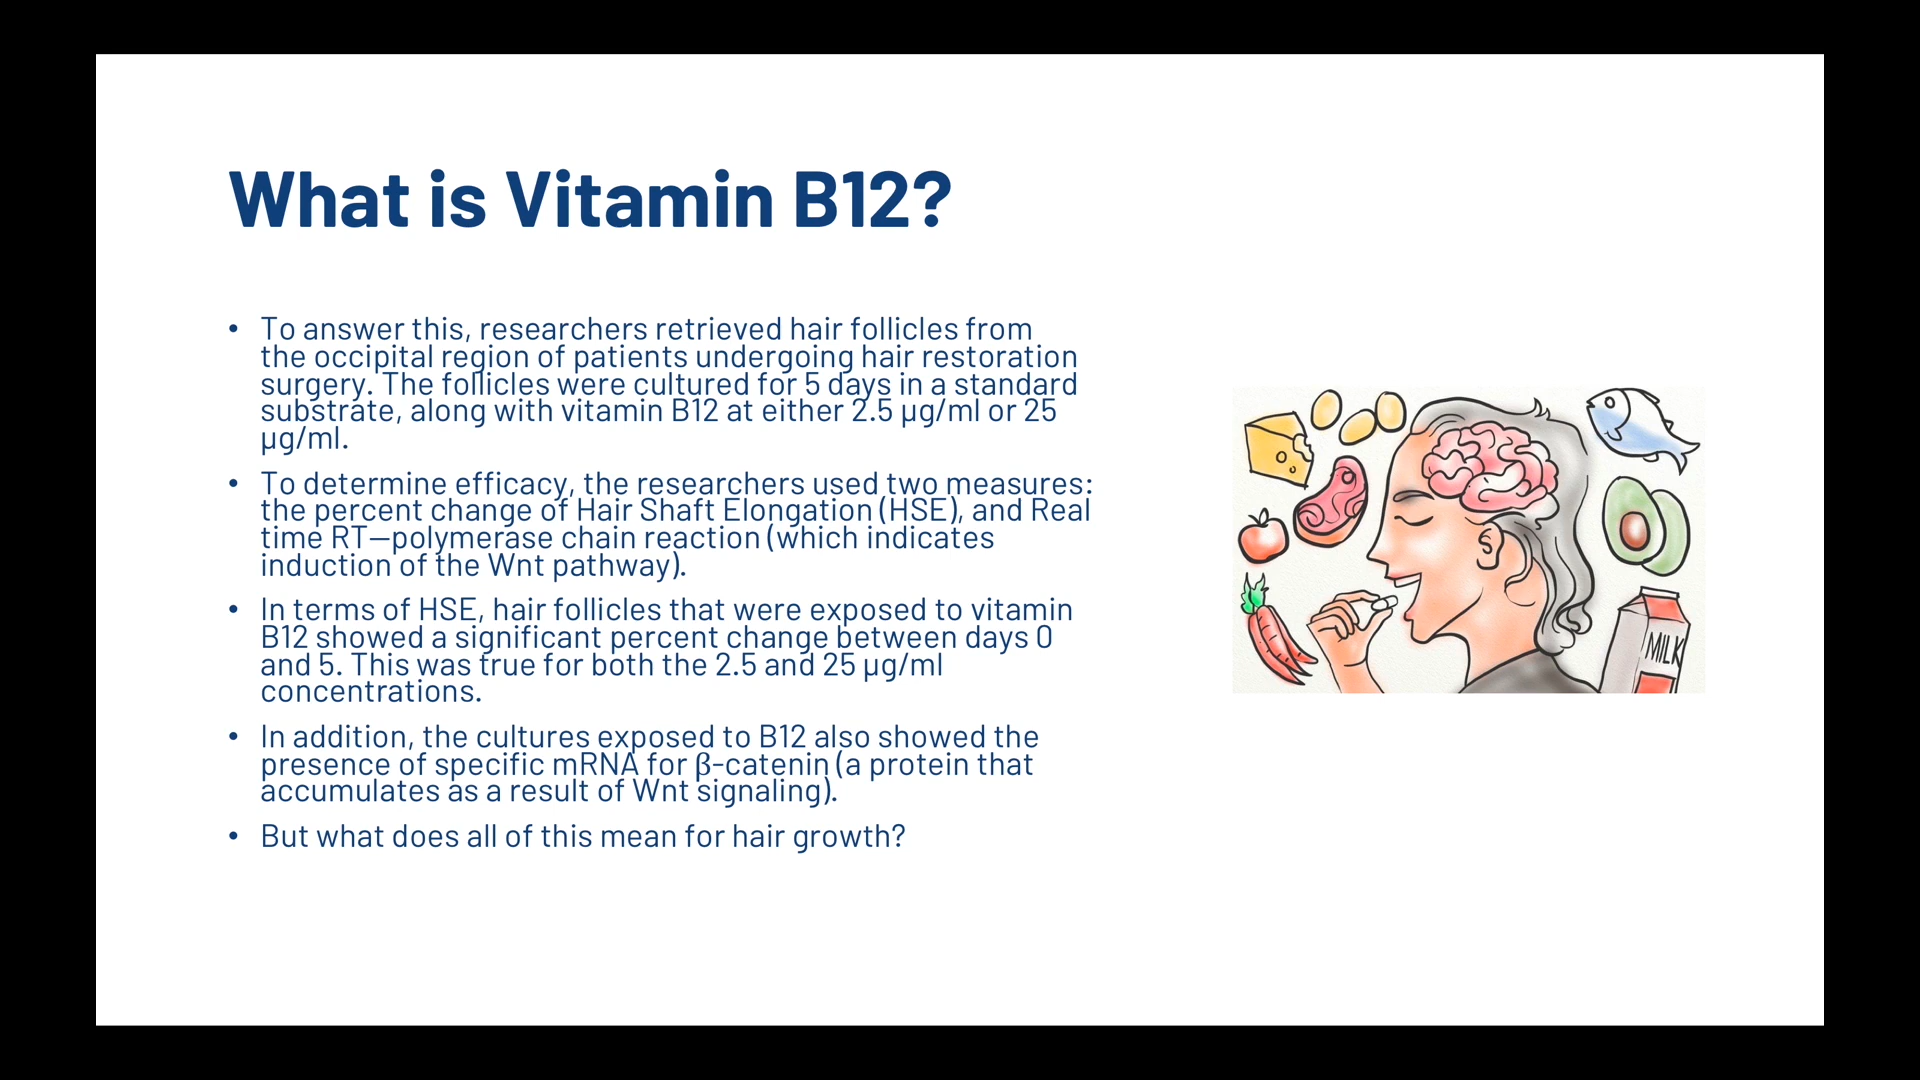 What is Vitamin B12?
• To answer this, researchers retrieved hair follicles from
the occipital region of patients undergoing hair restoration
surgery. The follicles were cultured for 5 days in a standard
substrate, along with vitamin B12 at either 2.5 μg/ml or 25
μg/ml.
• To determine efficacy, the researchers used two measures:
the percent change of Hair Shaft Elongation (HSE), and Real
time RT–polymerase chain reaction (which indicates
induction of the Wnt pathway).
• In terms of HSE, hair follicles that were exposed to vitamin
B12 showed a significant percent change between days 0
and 5. This was true for both the 2.5 and 25 μg/ml
concentrations.
• In addition, the cultures exposed to B12 also showed the
presence of specific mRNA for β-catenin (a protein that
accumulates as a result of Wnt signaling).
• But what does all of this mean for hair growth?
MILK